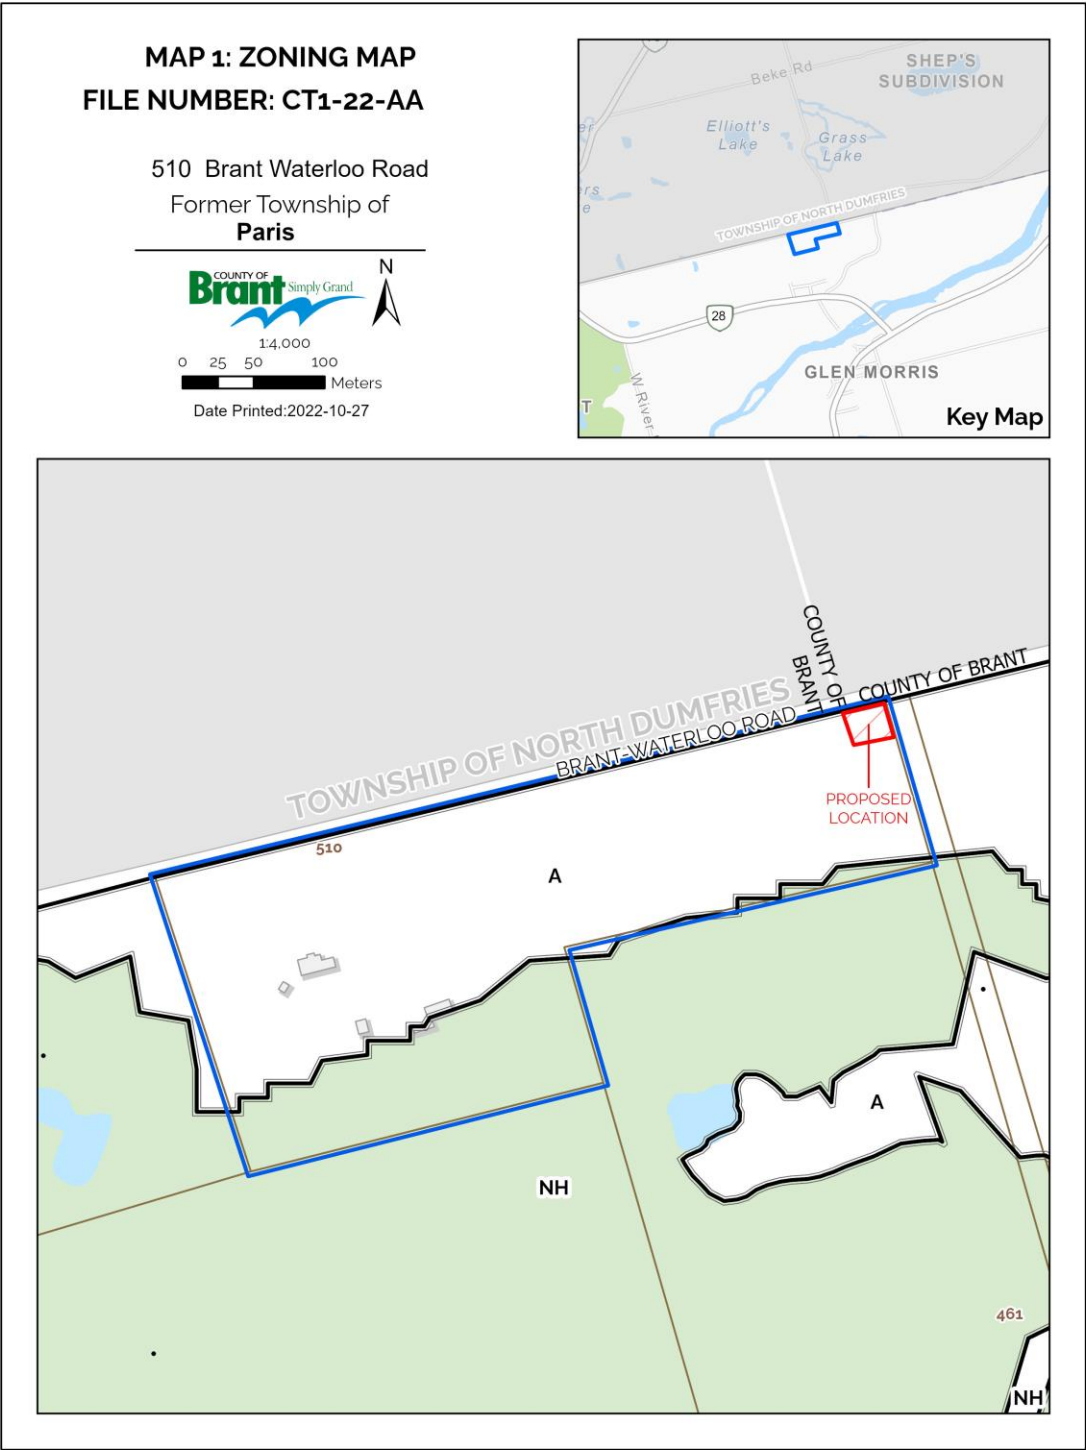 MAP 1: ZONING MAP
FILE NUMBER: CT1-22-AA
510 Brant Waterloo Road
Former Township of
Paris
COUNTY OF
Brant Simply Grand
N
1:4,000
0 25 50 100
Meters
Date Printed:2022-10-27
SHEP'S
SUBDIVISION
Beke Rd
Elliott's
Lake
Grass
Lake
er
rs
e
TOWNSHIP OF NORTH DUMFRIES
28
GLEN MORRIS
W River
T
Key Map
COUNTY OF
BRANT
COUNTY OF BRANT
TOWNSHIP OF NORTH DUMFRIES
BRANT-WATERLOO ROAD
PROPOSED
LOCATION
510
A
A
NH
461
NH